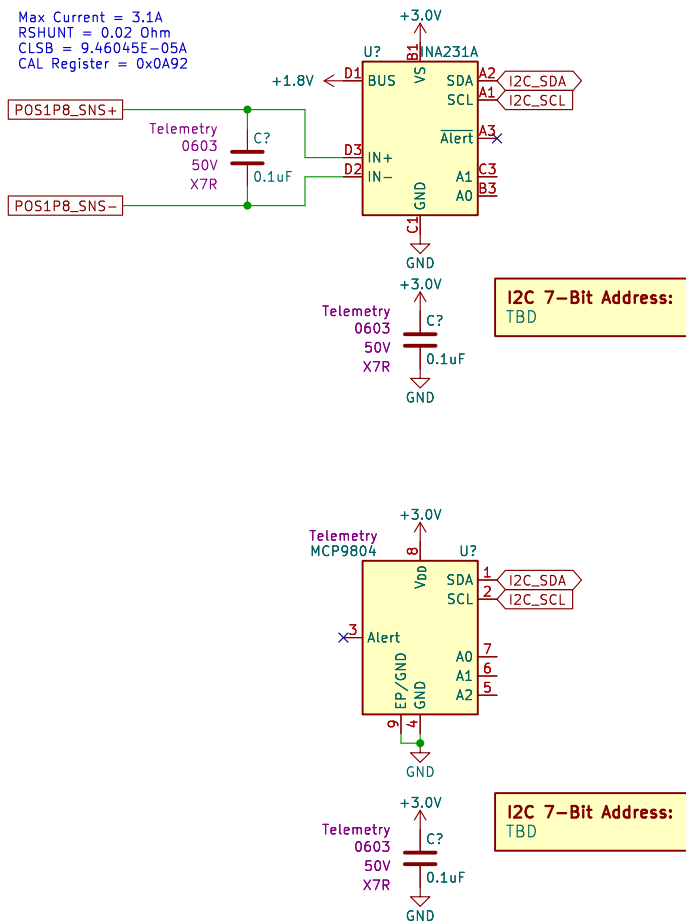 Max Current = 3.1A
RSHUNT = 0.02 Ohm
CLSB = 9.46045E-05A
CAL Register = 0x0A92
+3.0V
U? INA231A
B1
VS
+1.8V D1 BUS
SDA A2 I2C_SDA
SCL A1 I2C_SCL
POS1P8_SNS+
Telemetry
0603
50V
X7R
C?
0.1uF
Alert A3
D3 IN+
D2 IN-
A1 C3
A0 B3
POS1P8_SNS-
GND
C1
GND
+3.0V
Telemetry
0603
50V
X7R
C?
0.1uF
GND
I2C 7-Bit Address:
TBD
+3.0V
Telemetry
MCP9804
8
U?
VDD
SDA 1 I2C_SDA
SCL 2 I2C_SCL
3 Alert
A0 7
A1 6
A2 5
EP/GND
GND
9
4
GND
+3.0V
Telemetry
0603
50V
X7R
C?
0.1uF
GND
I2C 7-Bit Address:
TBD